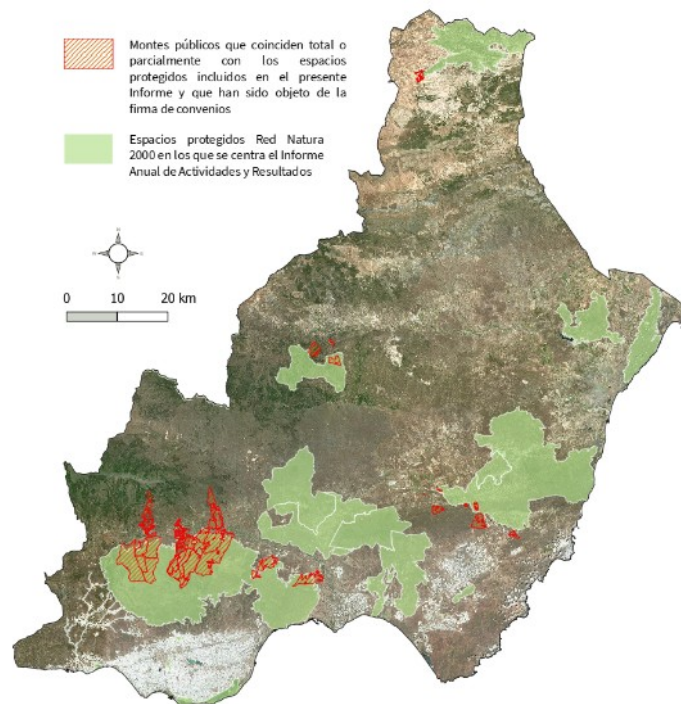 Montes públicos que coinciden total o
parcialmente con los espacios
protegidos incluidos en el presente
Informe y que han sido objeto de la
firma de convenios
Espacios protegidos Red Natura
2000 en los que se centra el Informe
Anual de Actividades y Resultados
0 10 20 km